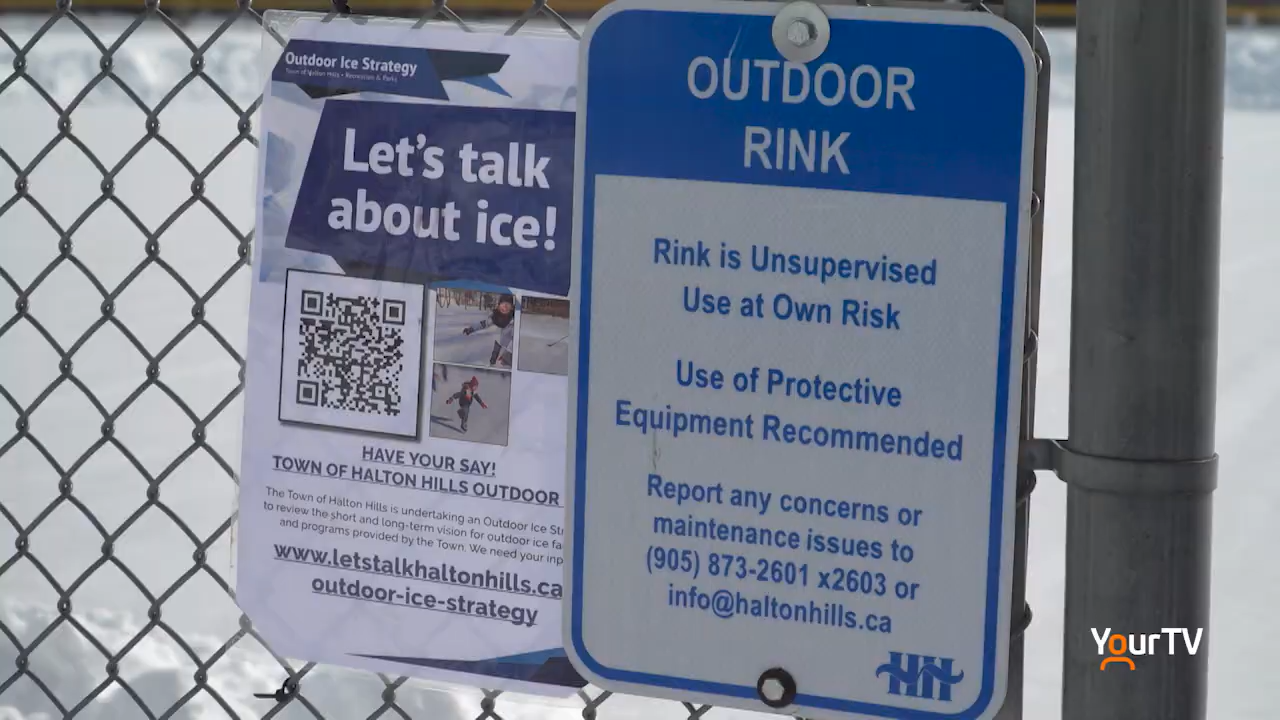 Outdoor Ice Strategy
Town of Halton Hills • Recreation & Parks
Let's talk
about ice!
HAVE YOUR SAY!
TOWN OF HALTON HILLS OUTDOOR
The Town of Halton Hills is undertaking an Outdoor Ice
to review the short and long-term vision for outdoor ice
and programs provided by the Town. We need your
www.letstalkhaltonhills.ca
outdoor-ice-strategy
OUTDOOR
RINK
Rink is Unsupervised
Use at Own Risk
Use of Protective
Equipment Recommended
Report any concerns or
maintenance issues to
(905) 873-2601 x2603 or
info@haltonhills.ca
HH
YourTV